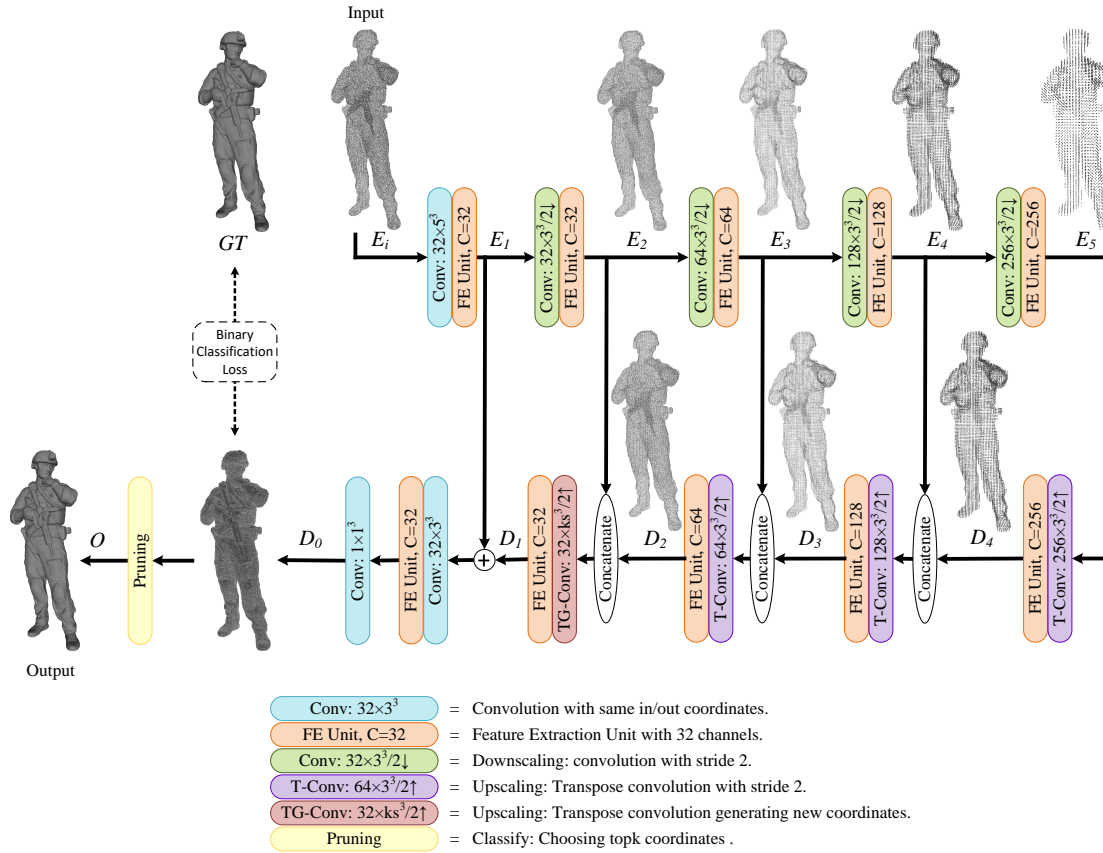 Input
GT
E_i
Conv: 32×5³
FE Unit, C=32
E_1
Conv: 32×3³/2↓
FE Unit, C=32
E_2
Conv: 64×3³/2↓
FE Unit, C=64
E_3
Conv: 128×3³/2↓
FE Unit, C=128
E_4
Conv: 256×3³/2↓
FE Unit, C=256
E_5
Binary
Classification
Loss
Output
O
Pruning
D_0
Conv: 1×1³
FE Unit, C=32
Conv: 32×3³
+
D_1
FE Unit, C=32
TG-Conv: 32×ks³/2↑
Concatenate
D_2
FE Unit, C=64
T-Conv: 64×3³/2↑
Concatenate
D_3
FE Unit, C=128
T-Conv: 128×3³/2↑
Concatenate
D_4
FE Unit, C=256
T-Conv: 256×3³/2↑
Conv: 32×3³ = Convolution with same in/out coordinates.
FE Unit, C=32 = Feature Extraction Unit with 32 channels.
Conv: 32×3³/2↓ = Downscaling: convolution with stride 2.
T-Conv: 64×3³/2↑ = Upscaling: Transpose convolution with stride 2.
TG-Conv: 32×ks³/2↑ = Upscaling: Transpose convolution generating new coordinates.
Pruning = Classify: Choosing topk coordinates .